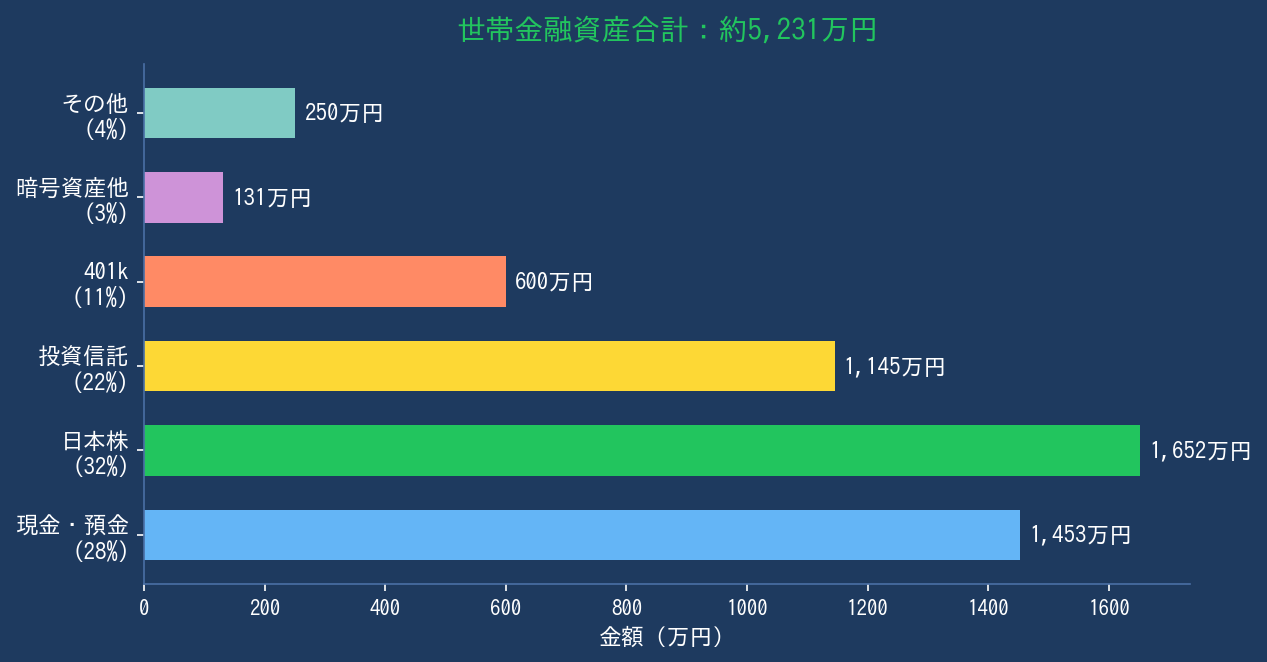 世帯金融資産合計：約5,231万円
その他
(4%)
250万円
暗号資産他
(3%)
131万円
401k
(11%)
600万円
投資信託
(22%)
1,145万円
日本株
(32%)
1,652万円
現金・預金
(28%)
1,453万円
0 200 400 600 800 1000 1200 1400 1600
金額（万円）